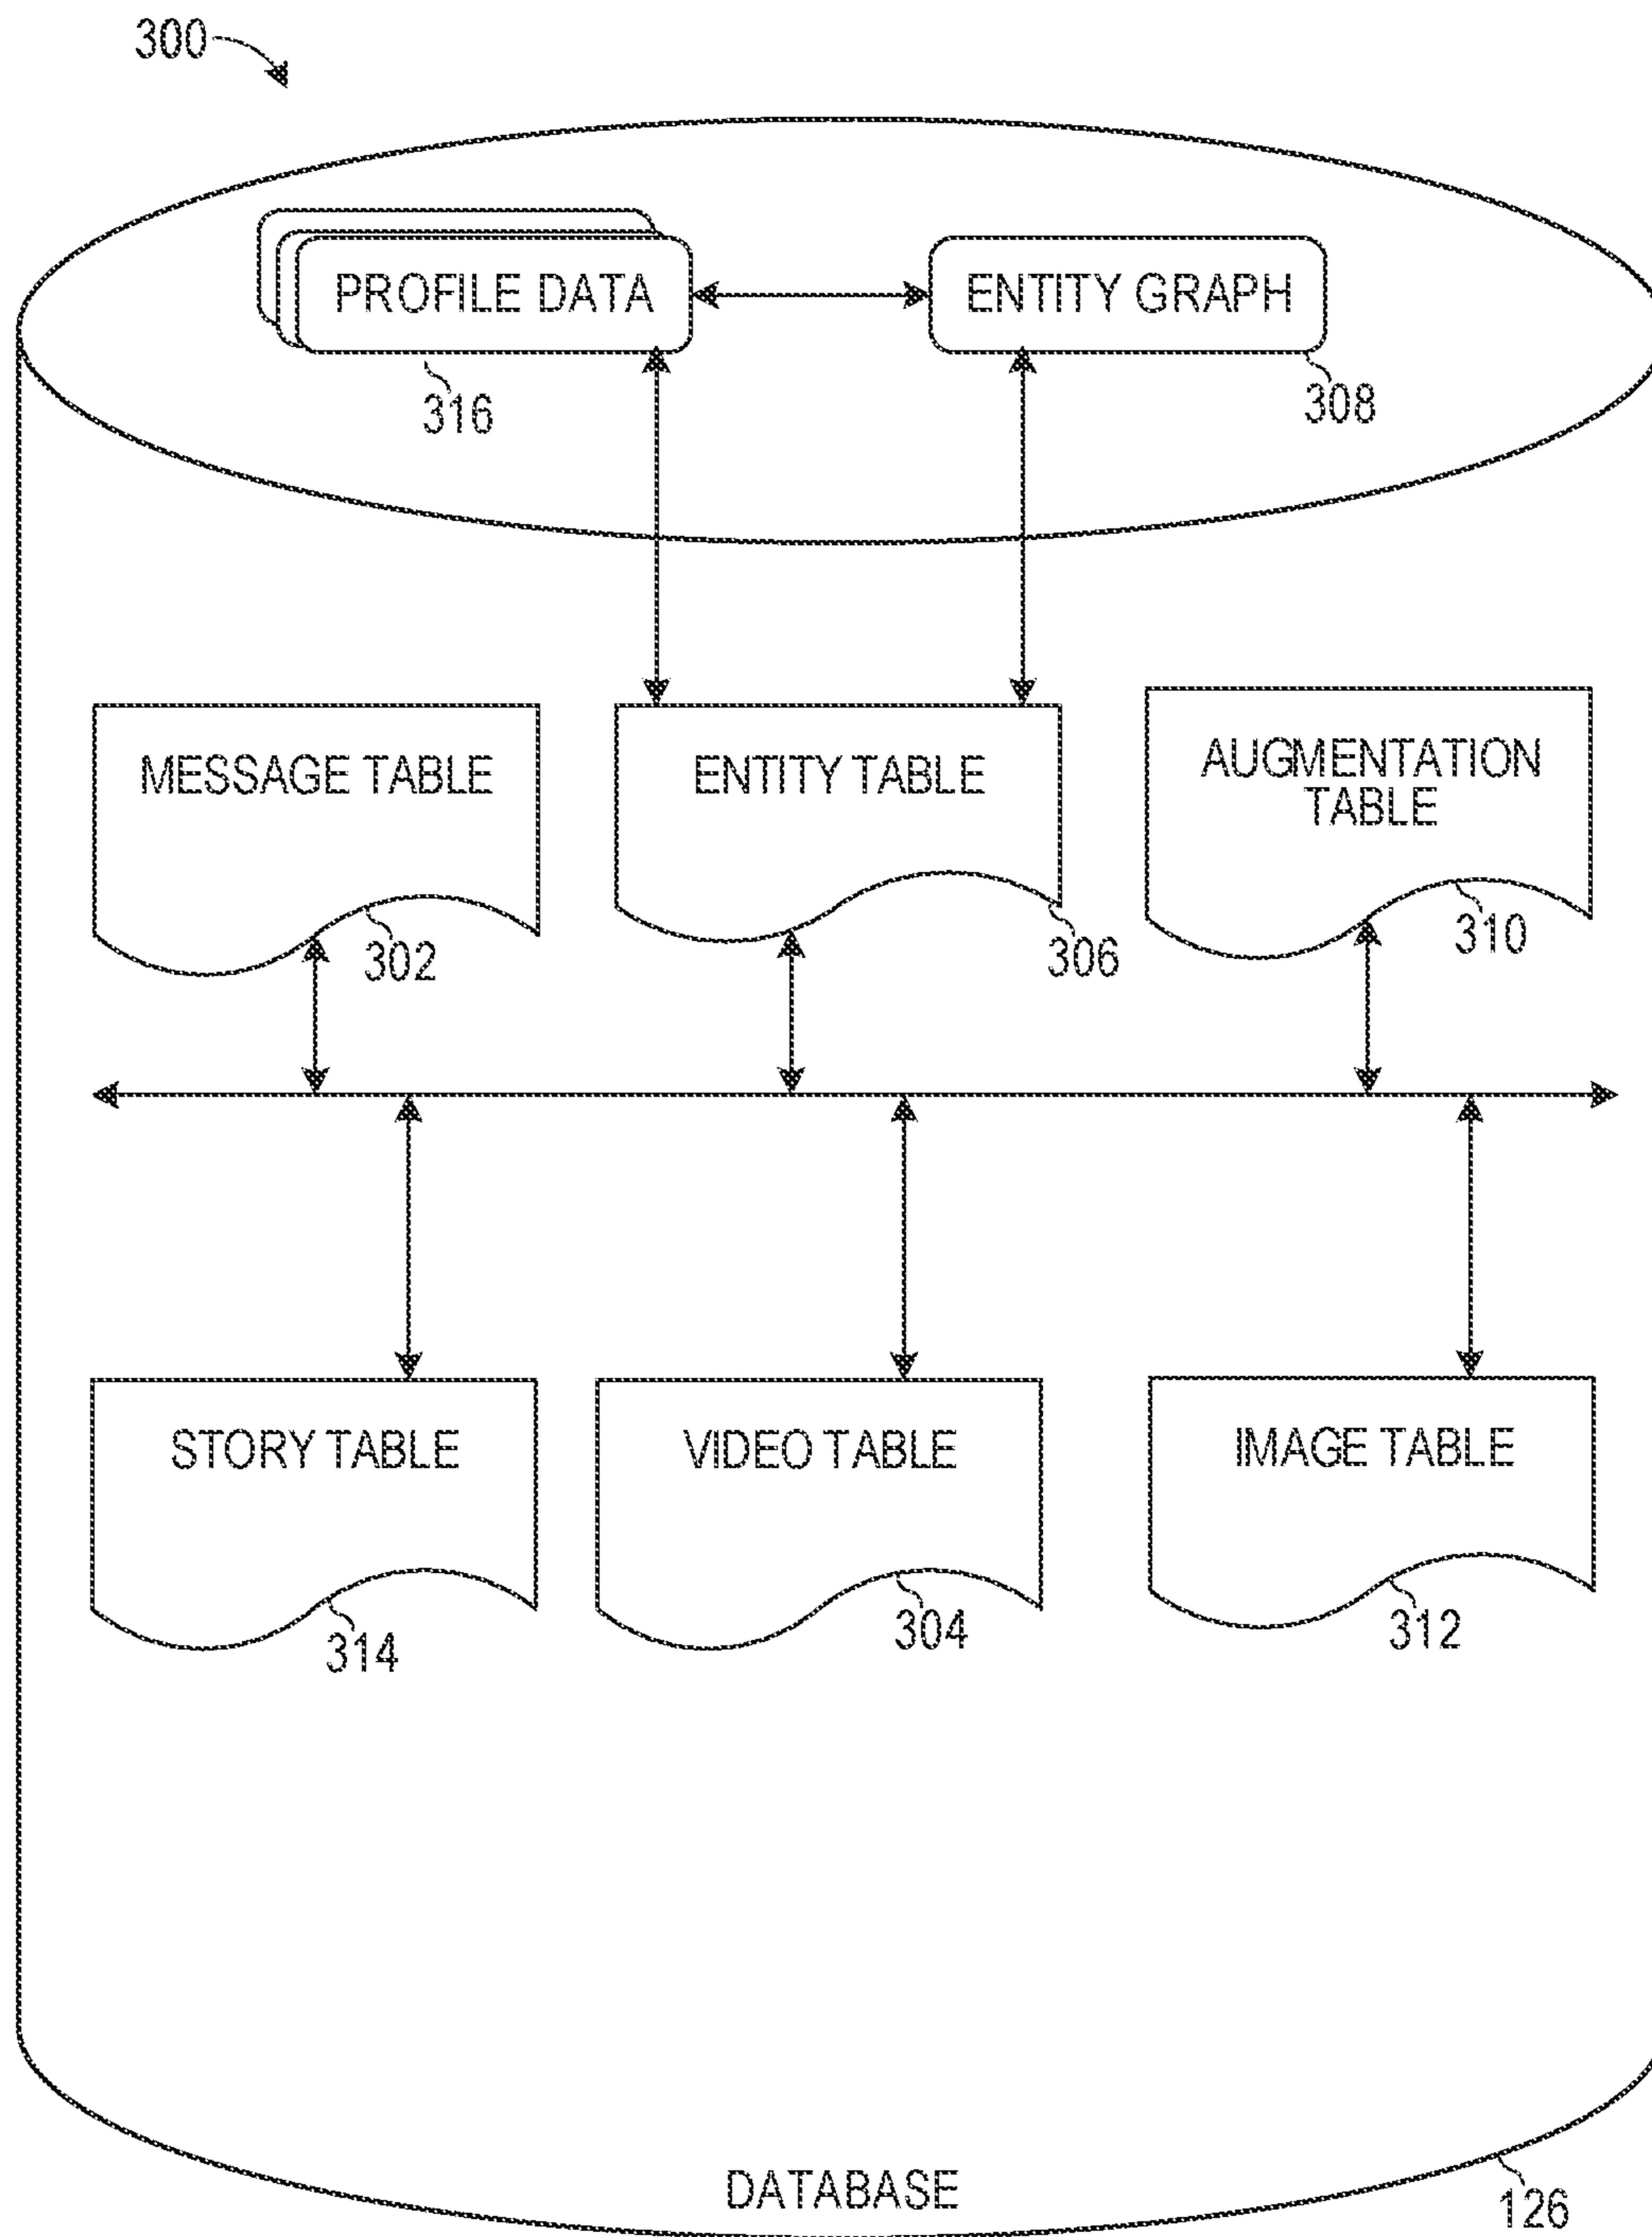 300
PROFILE DATA
ENTITY GRAPH
316
308
MESSAGE TABLE
ENTITY TABLE
AUGMENTATION
TABLE
302
306
310
STORY TABLE
VIDEO TABLE
IMAGE TABLE
314
304
312
DATABASE
126